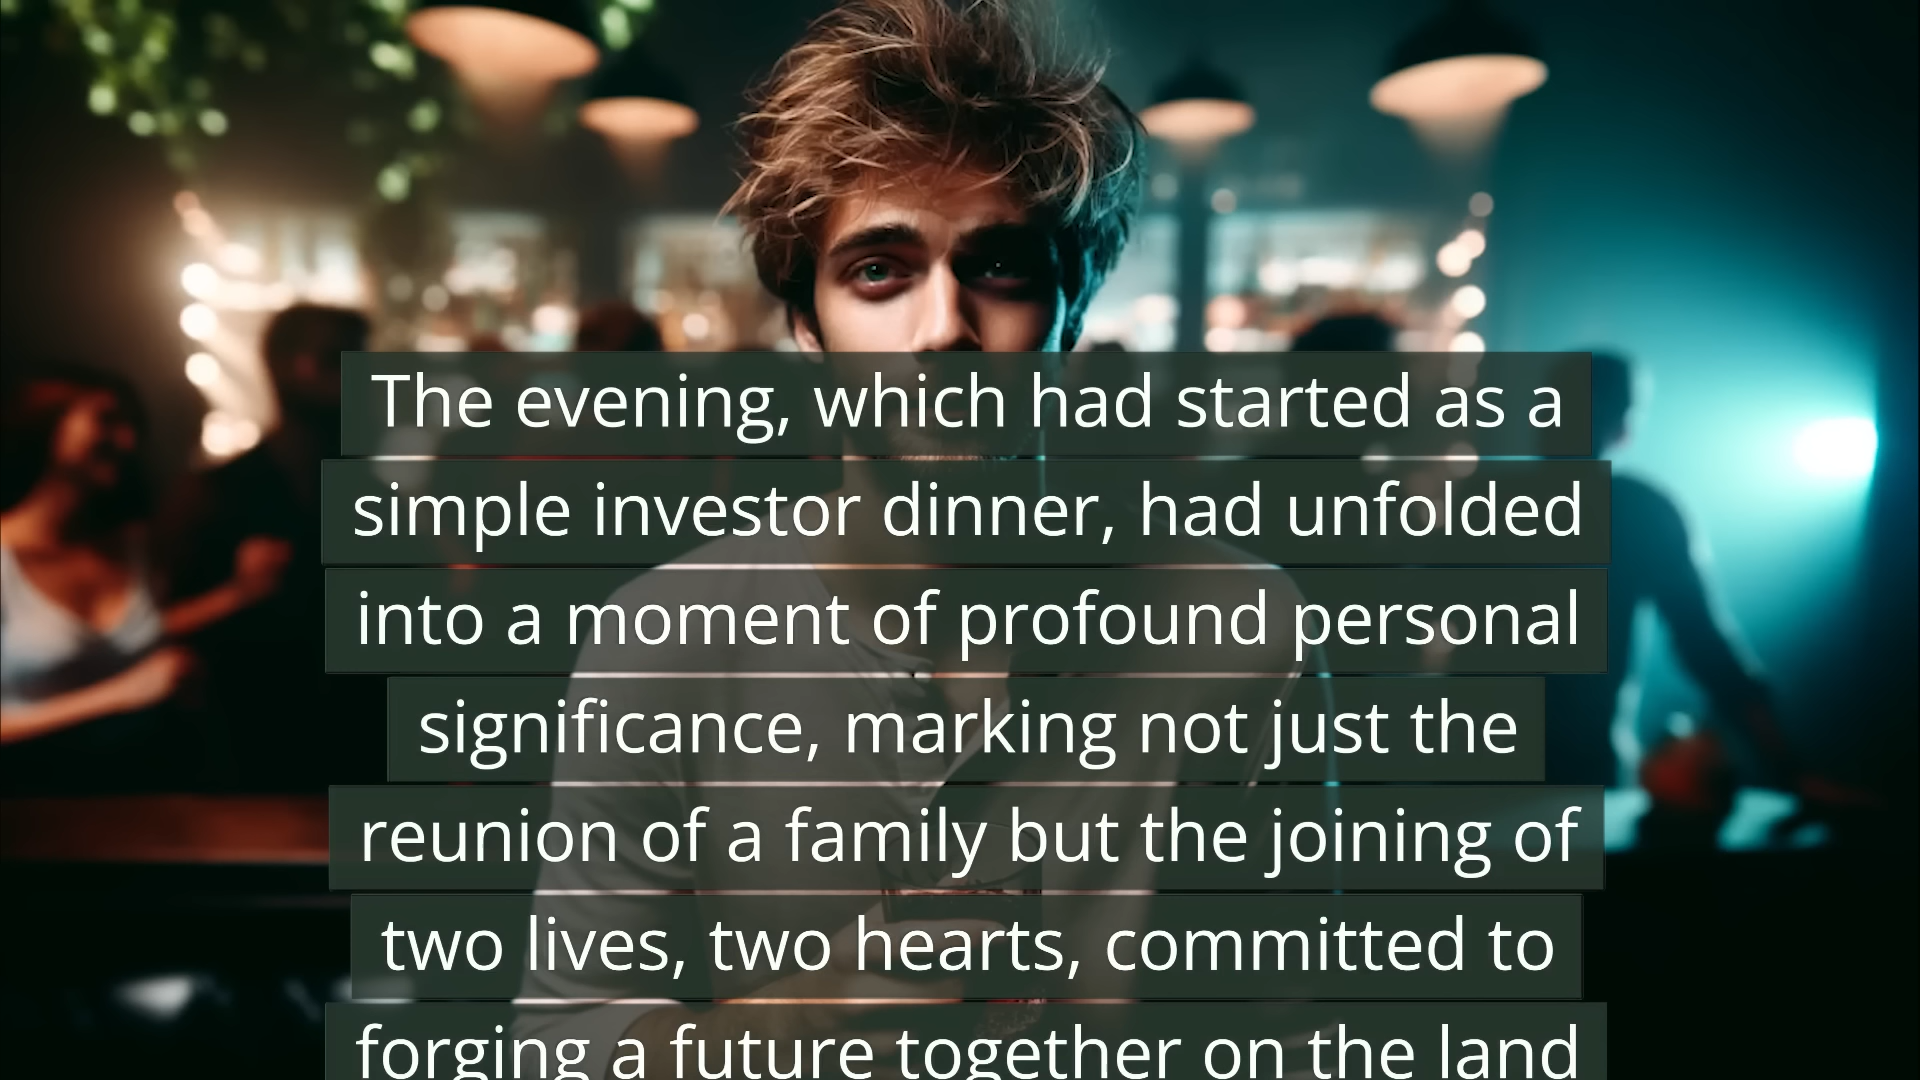 The evening, which had started as a
simple investor dinner, had unfolded
into a moment of profound personal
significance, marking not just the
reunion of a family but the joining of
two lives, two hearts, committed to
forging a future together on the land